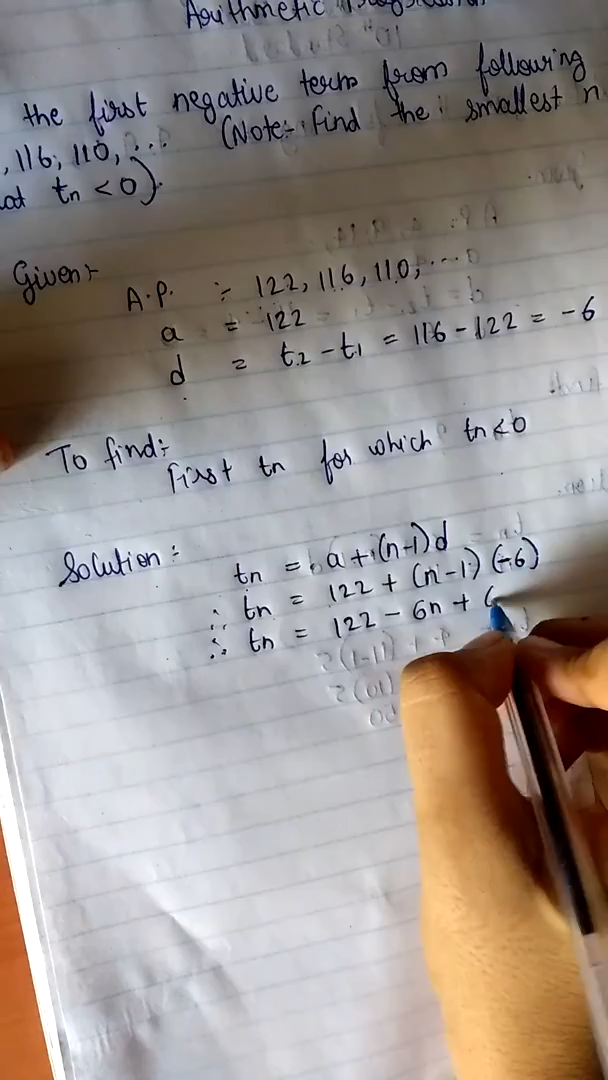 Arithmetic Progression
the first negative term from following
, 116, 110, ... (Note:- Find the smallest n
at tn < 0).
Given:-
A.P. :- 122, 116, 110, ...
a = 122
d = t2 - t1 = 116 - 122 = -6
To find:-
First tn for which tn < 0
Solution :-
tn = a + (n-1)d
∴ tn = 122 + (n-1) (-6)
∴ tn = 122 - 6n + 6